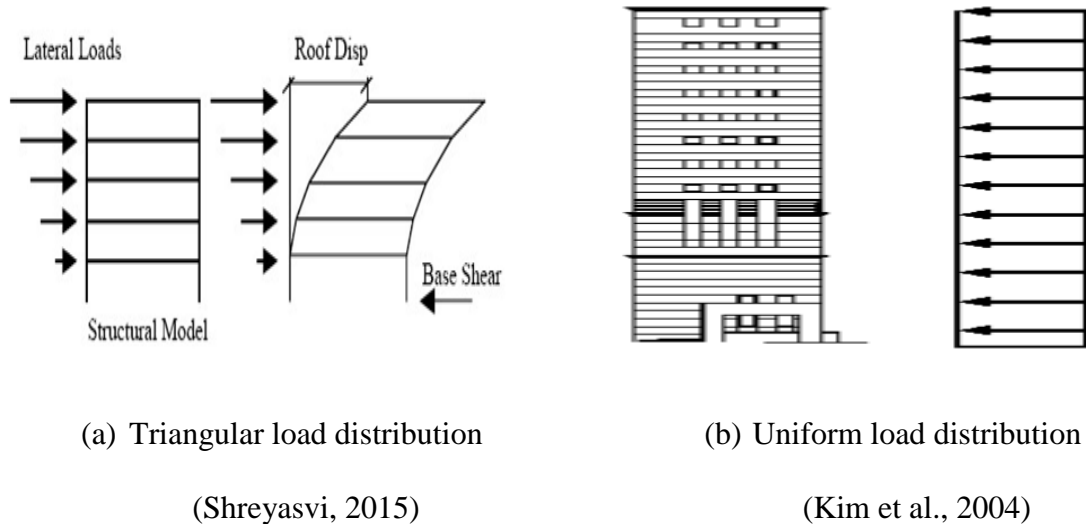 Lateral Loads
Roof Disp
Base Shear
Structural Model
(a) Triangular load distribution
(Shreyasvi, 2015)
(b) Uniform load distribution
(Kim et al., 2004)